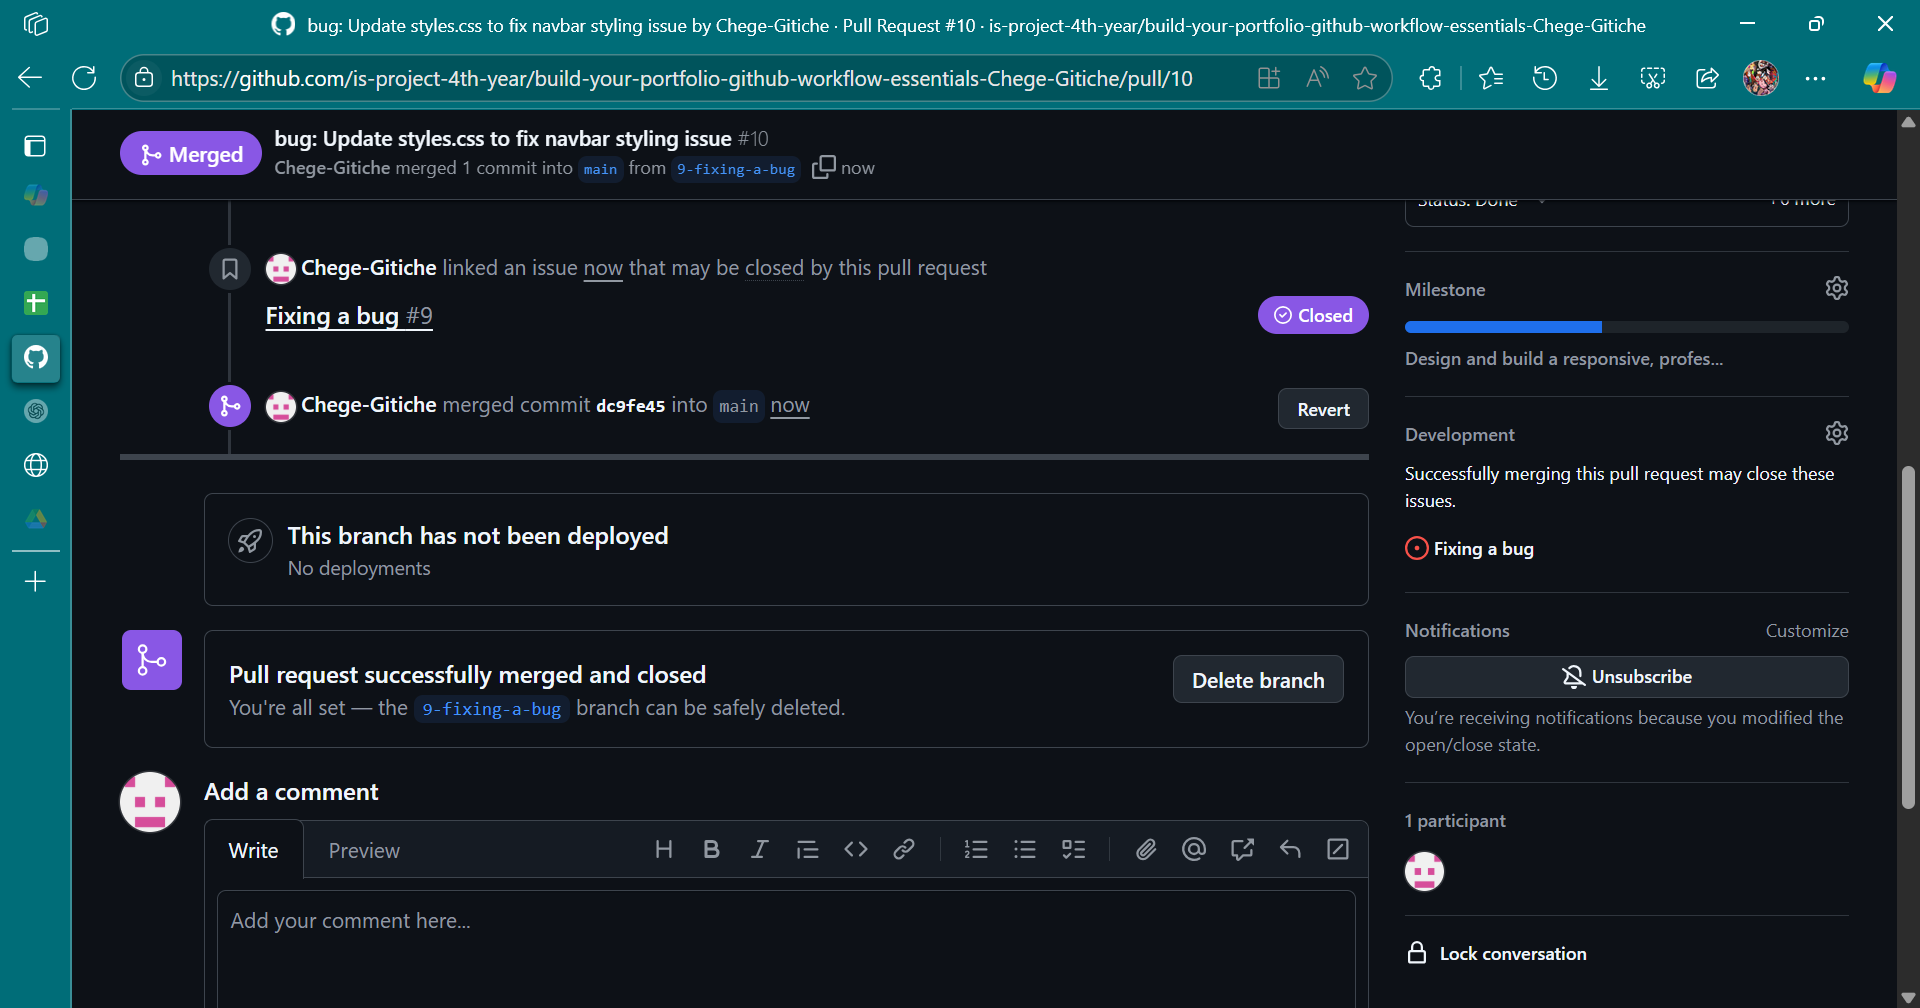 bug: Update styles.css to fix navbar styling issue by Chege-Gitiche · Pull Request #10 · is-project-4th-year/build-your-portfolio-github-workflow-essentials-Chege-Gitiche
https://github.com/is-project-4th-year/build-your-portfolio-github-workflow-essentials-Chege-Gitiche/pull/10
Merged
bug: Update styles.css to fix navbar styling issue #10
Chege-Gitiche merged 1 commit into main from 9-fixing-a-bug now
Status: Done
Chege-Gitiche linked an issue now that may be closed by this pull request
Fixing a bug #9
Closed
Chege-Gitiche merged commit dc9fe45 into main now
Revert
This branch has not been deployed
No deployments
Pull request successfully merged and closed
You're all set — the 9-fixing-a-bug branch can be safely deleted.
Delete branch
Add a comment
Write
Preview
Add your comment here...
Milestone
Design and build a responsive, profes...
Development
Successfully merging this pull request may close these
issues.
Fixing a bug
Notifications
Customize
Unsubscribe
You're receiving notifications because you modified the
open/close state.
1 participant
Lock conversation